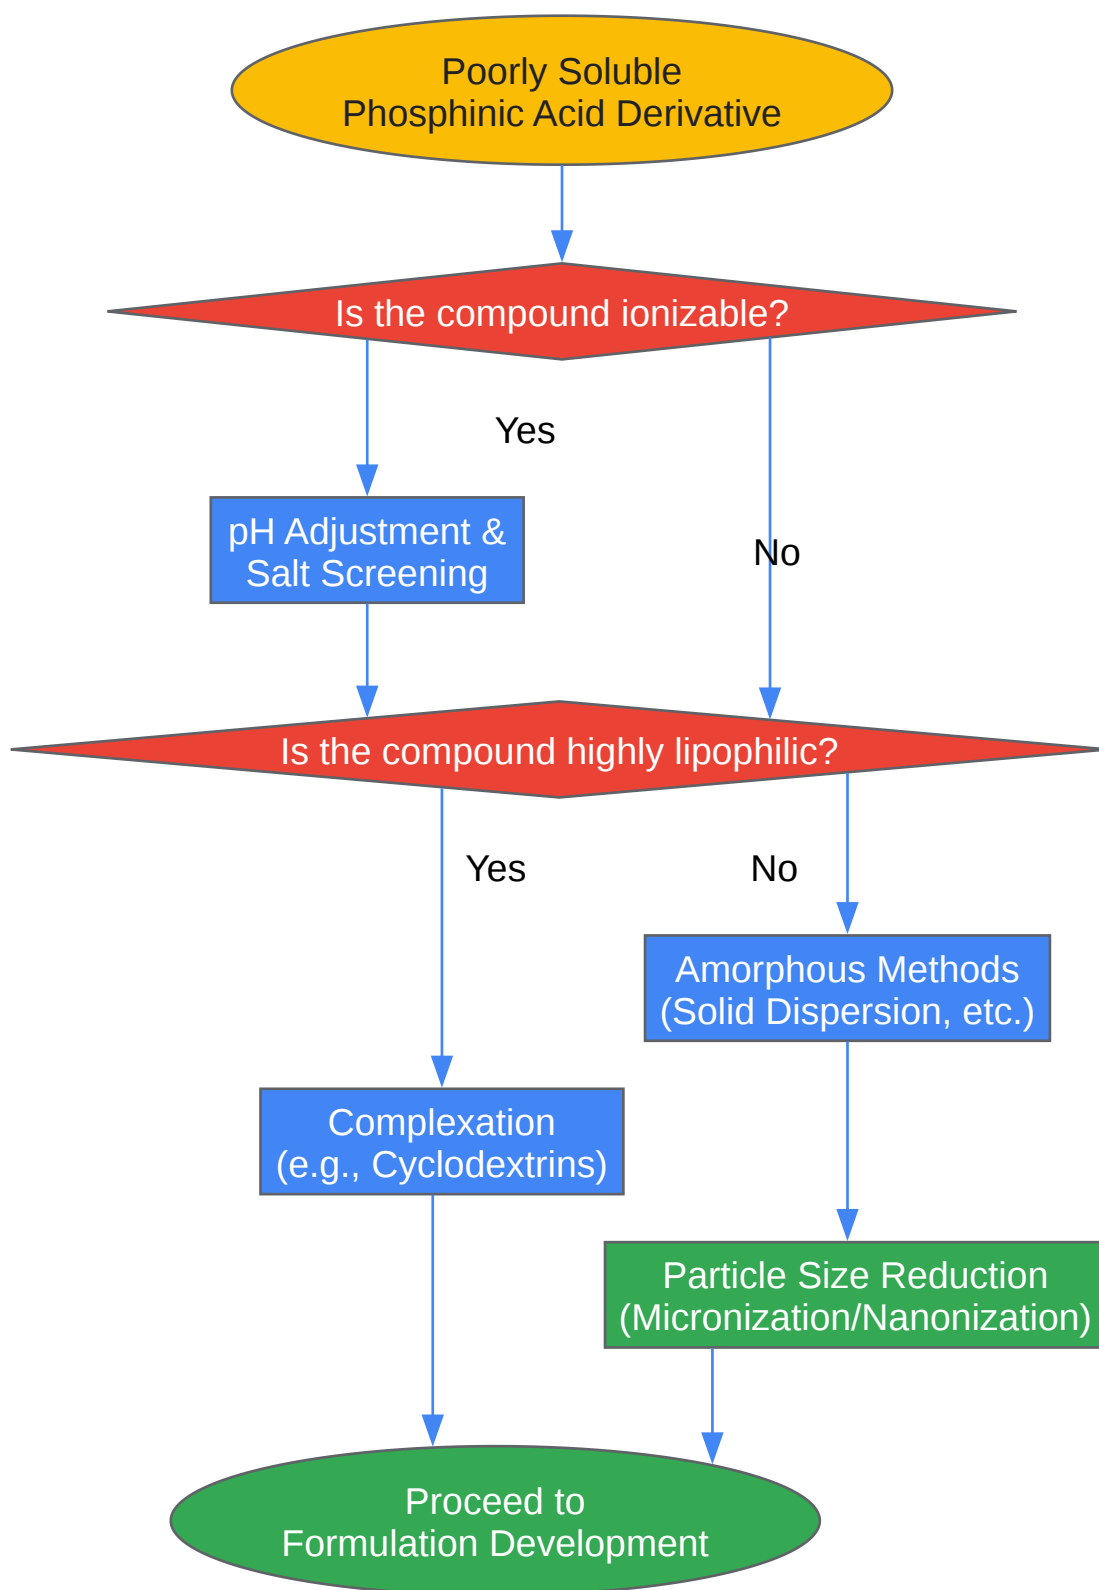 Poorly Soluble
Phosphinic Acid Derivative
Is the compound ionizable?
Yes
pH Adjustment &
Salt Screening
No
Is the compound highly lipophilic?
Yes
No
Amorphous Methods
(Solid Dispersion, etc.)
Complexation
(e.g., Cyclodextrins)
Particle Size Reduction
(Micronization/Nanonization)
Proceed to
Formulation Development